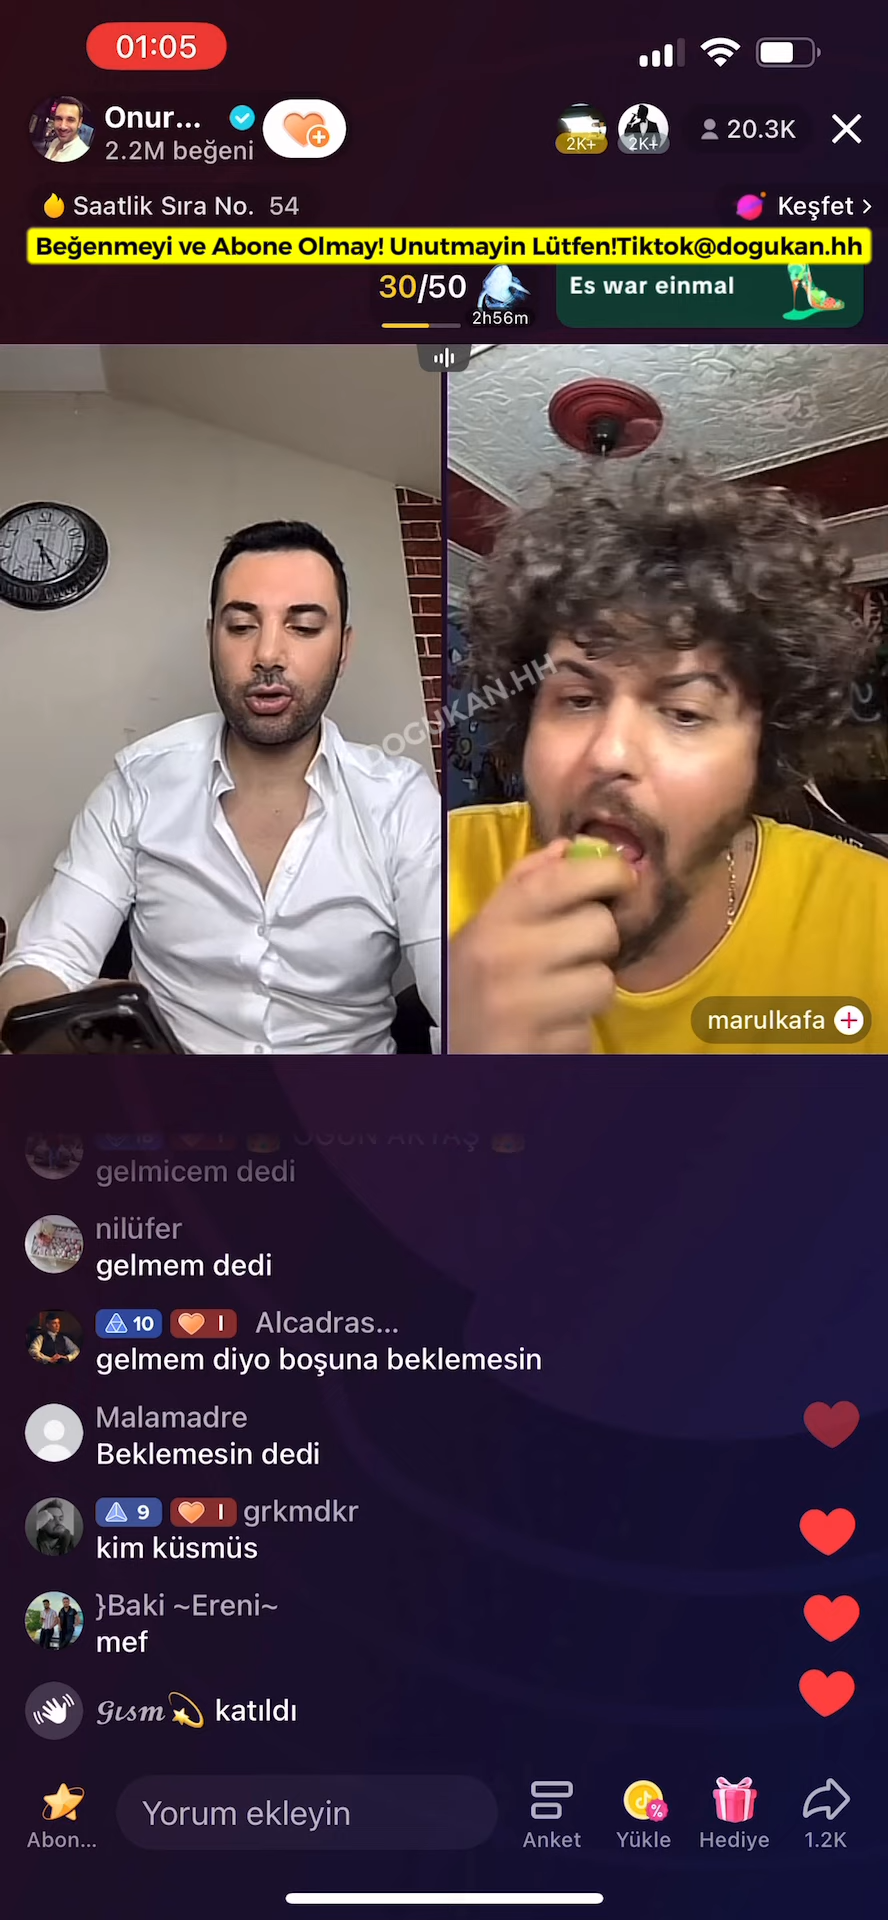 01:05
Onur...
2.2M beğeni
2K+
2K+
20.3K
Saatlik Sıra No. 54
Keşfet >
Beğenmeyi ve Abone Olmay! Unutmayin Lütfen!Tiktok@dogukan.hh
30/50
2h56m
Es war einmal
DOGUKAN.HH
marulkafa
OGÜN AKTAŞ
gelmicem dedi
nilüfer
gelmem dedi
10 I Alcadras...
gelmem diyo boşuna beklemesin
Malamadre
Beklemesin dedi
9 I grkmdkr
kim küsmüs
}Baki ~Ereni~
mef
Gısm katıldı
Abon...
Yorum ekleyin
Anket
Yükle
Hediye
1.2K